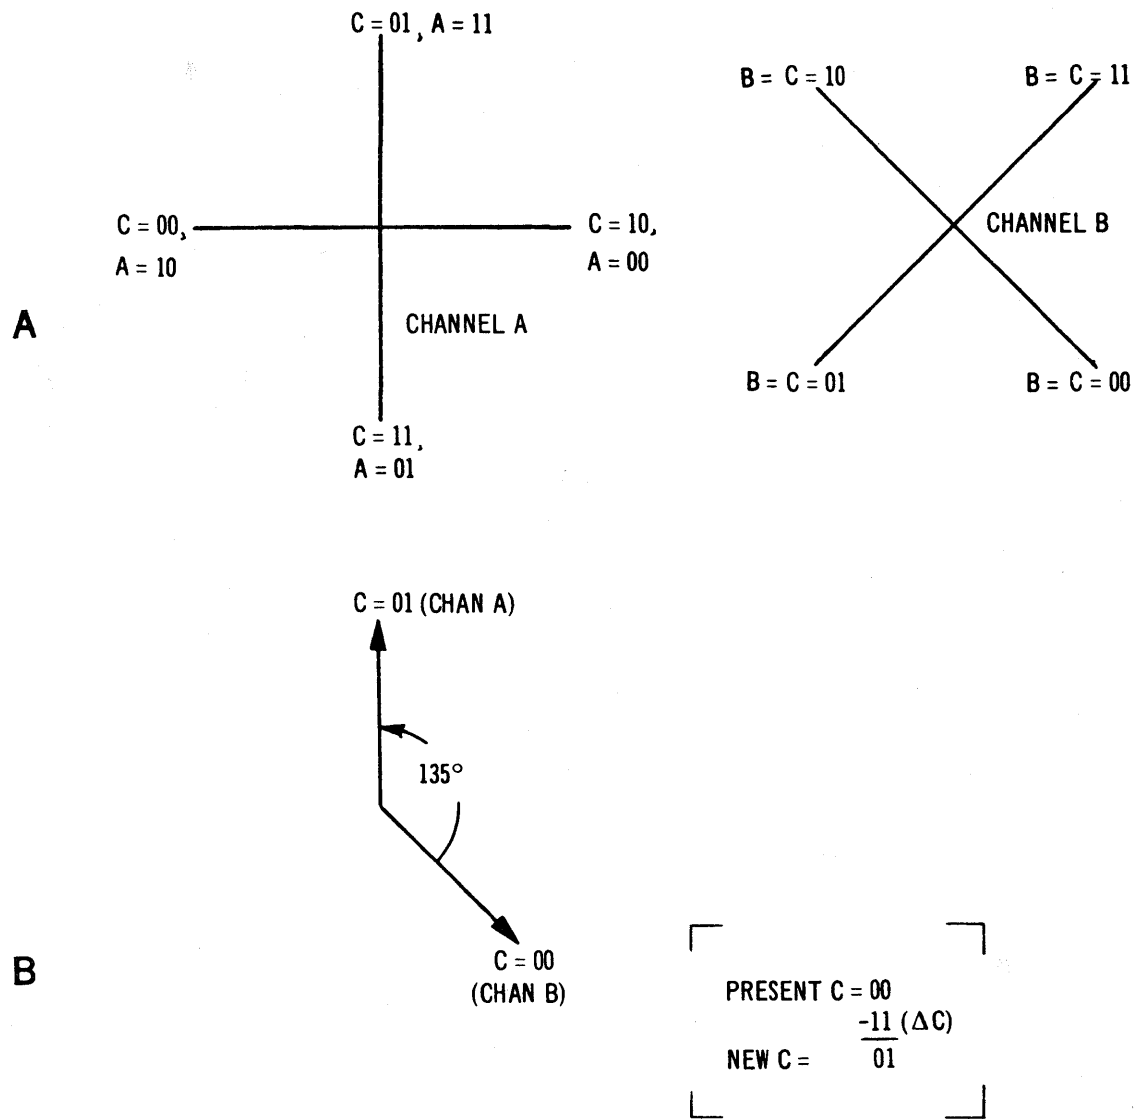 C = 01, A = 11
B = C = 10
B = C = 11
C = 00,
A = 10
C = 10,
A = 00
CHANNEL B
A
CHANNEL A
B = C = 01
B = C = 00
C = 11,
A = 01
C = 01 (CHAN A)
135°
B
C = 00
(CHAN B)
PRESENT C = 00
-11 (ΔC)
NEW C = 01